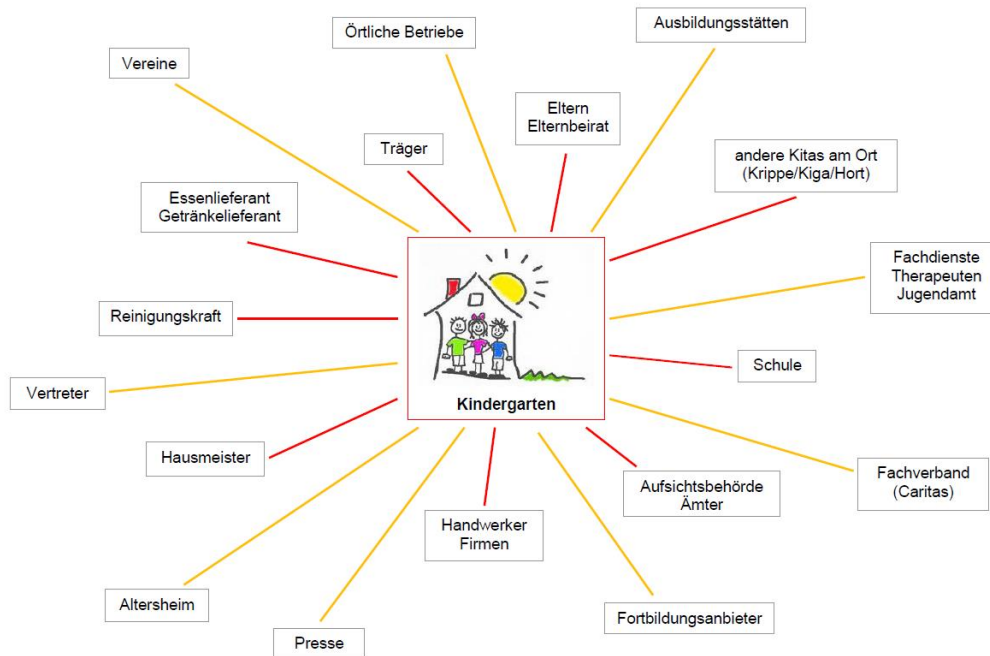 Örtliche Betriebe
Ausbildungsstätten
Vereine
Eltern
Elternbeirat
Träger
andere Kitas am Ort
(Krippe/Kiga/Hort)
Essenlieferant
Getränkelieferant
Fachdienste
Therapeuten
Jugendamt
Reinigungskraft
Schule
Vertreter
Kindergarten
Hausmeister
Fachverband
(Caritas)
Aufsichtsbehörde
Ämter
Handwerker
Firmen
Altersheim
Fortbildungsanbieter
Presse